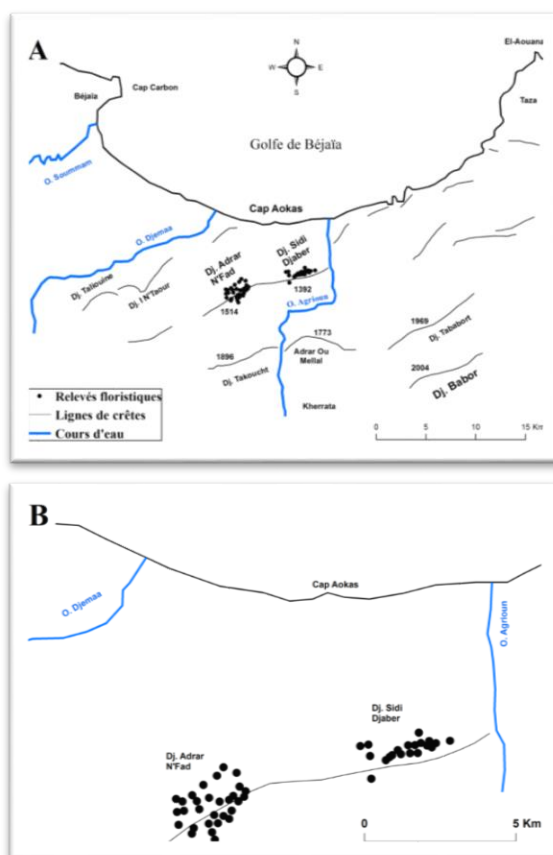 A
N
W
E
S
El-Aouana
Cap Carbon
Béjaïa
Taza
Golfe de Béjaïa
O. Soummam
Cap Aokas
O. Djemaa
Dj. Sidi
Djaber
Dj. Adrar
N'Fad
Dj. Taliouine
Dj. I N'Taour
1392
O. Agrioun
1514
1969
Dj. Tababort
1773
1896
Adrar Ou
Mellal
Dj. Takoucht
2004
Dj. Babor
Relevés floristiques
Lignes de crêtes
Cours d'eau
Kherrata
0 5 10 15 Km
B
Cap Aokas
O. Djemaa
O. Agrioun
Dj. Sidi
Djaber
Dj. Adrar
N'Fad
0 5 Km